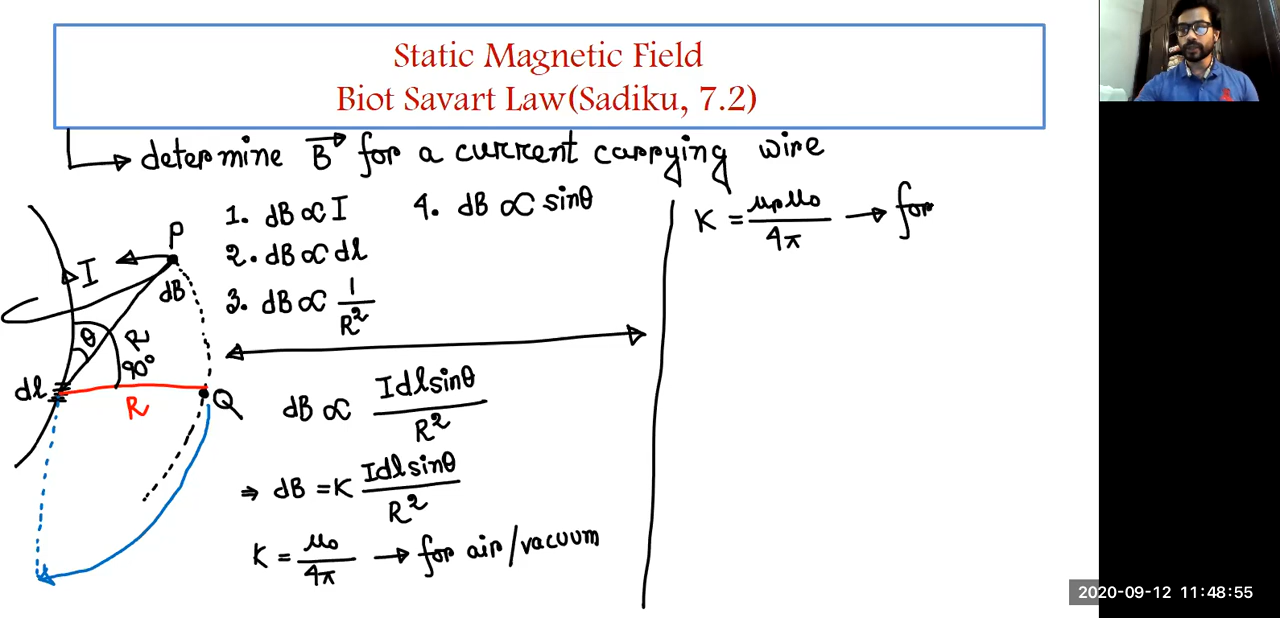 Static Magnetic Field
Biot Savart Law(Sadiku, 7.2)
determine B⃗ for a current carrying wire
1. dB ∝ I
2. dB ∝ dl
3. dB ∝ 1/R²
4. dB ∝ sinθ
P
I
dB
θ
R
90°
dl
R
Q
dB ∝ Idlsinθ/R²
⇒ dB = K Idlsinθ/R²
K = μ₀/4π → for air/vacuum
K = μᵣμ₀/4π → for
2020-09-12 11:48:55